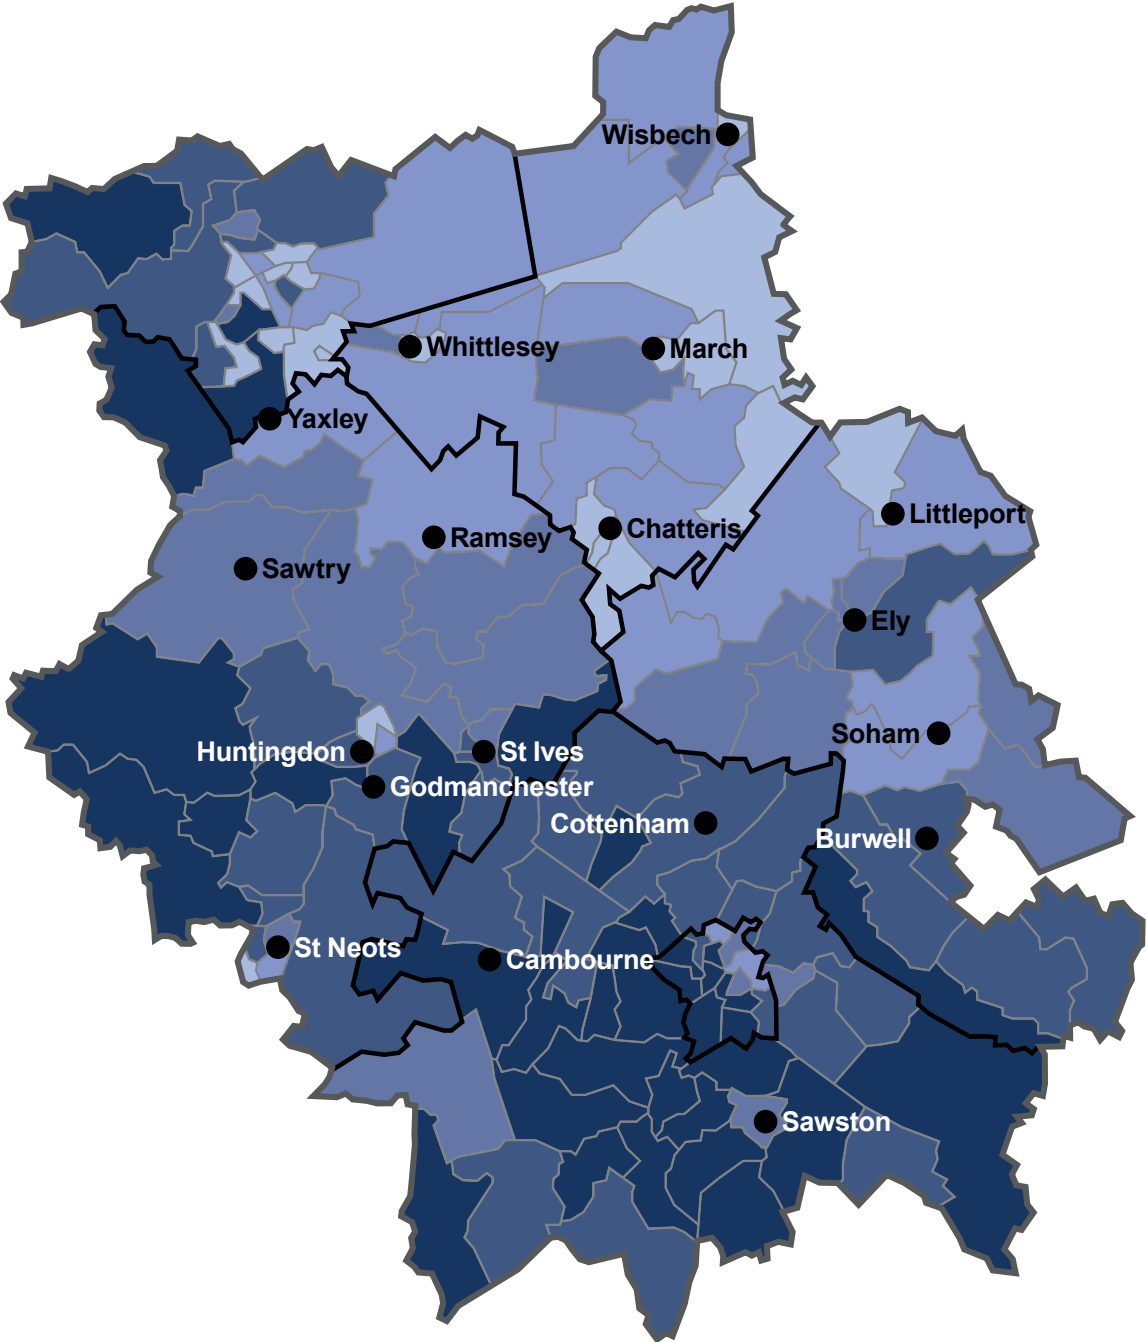 Wisbech
Whittlesey
March
Yaxley
Littleport
Chatteris
Ramsey
Sawtry
Ely
Soham
Huntingdon
St Ives
Godmanchester
Cottenham
Burwell
St Neots
Cambourne
Sawston